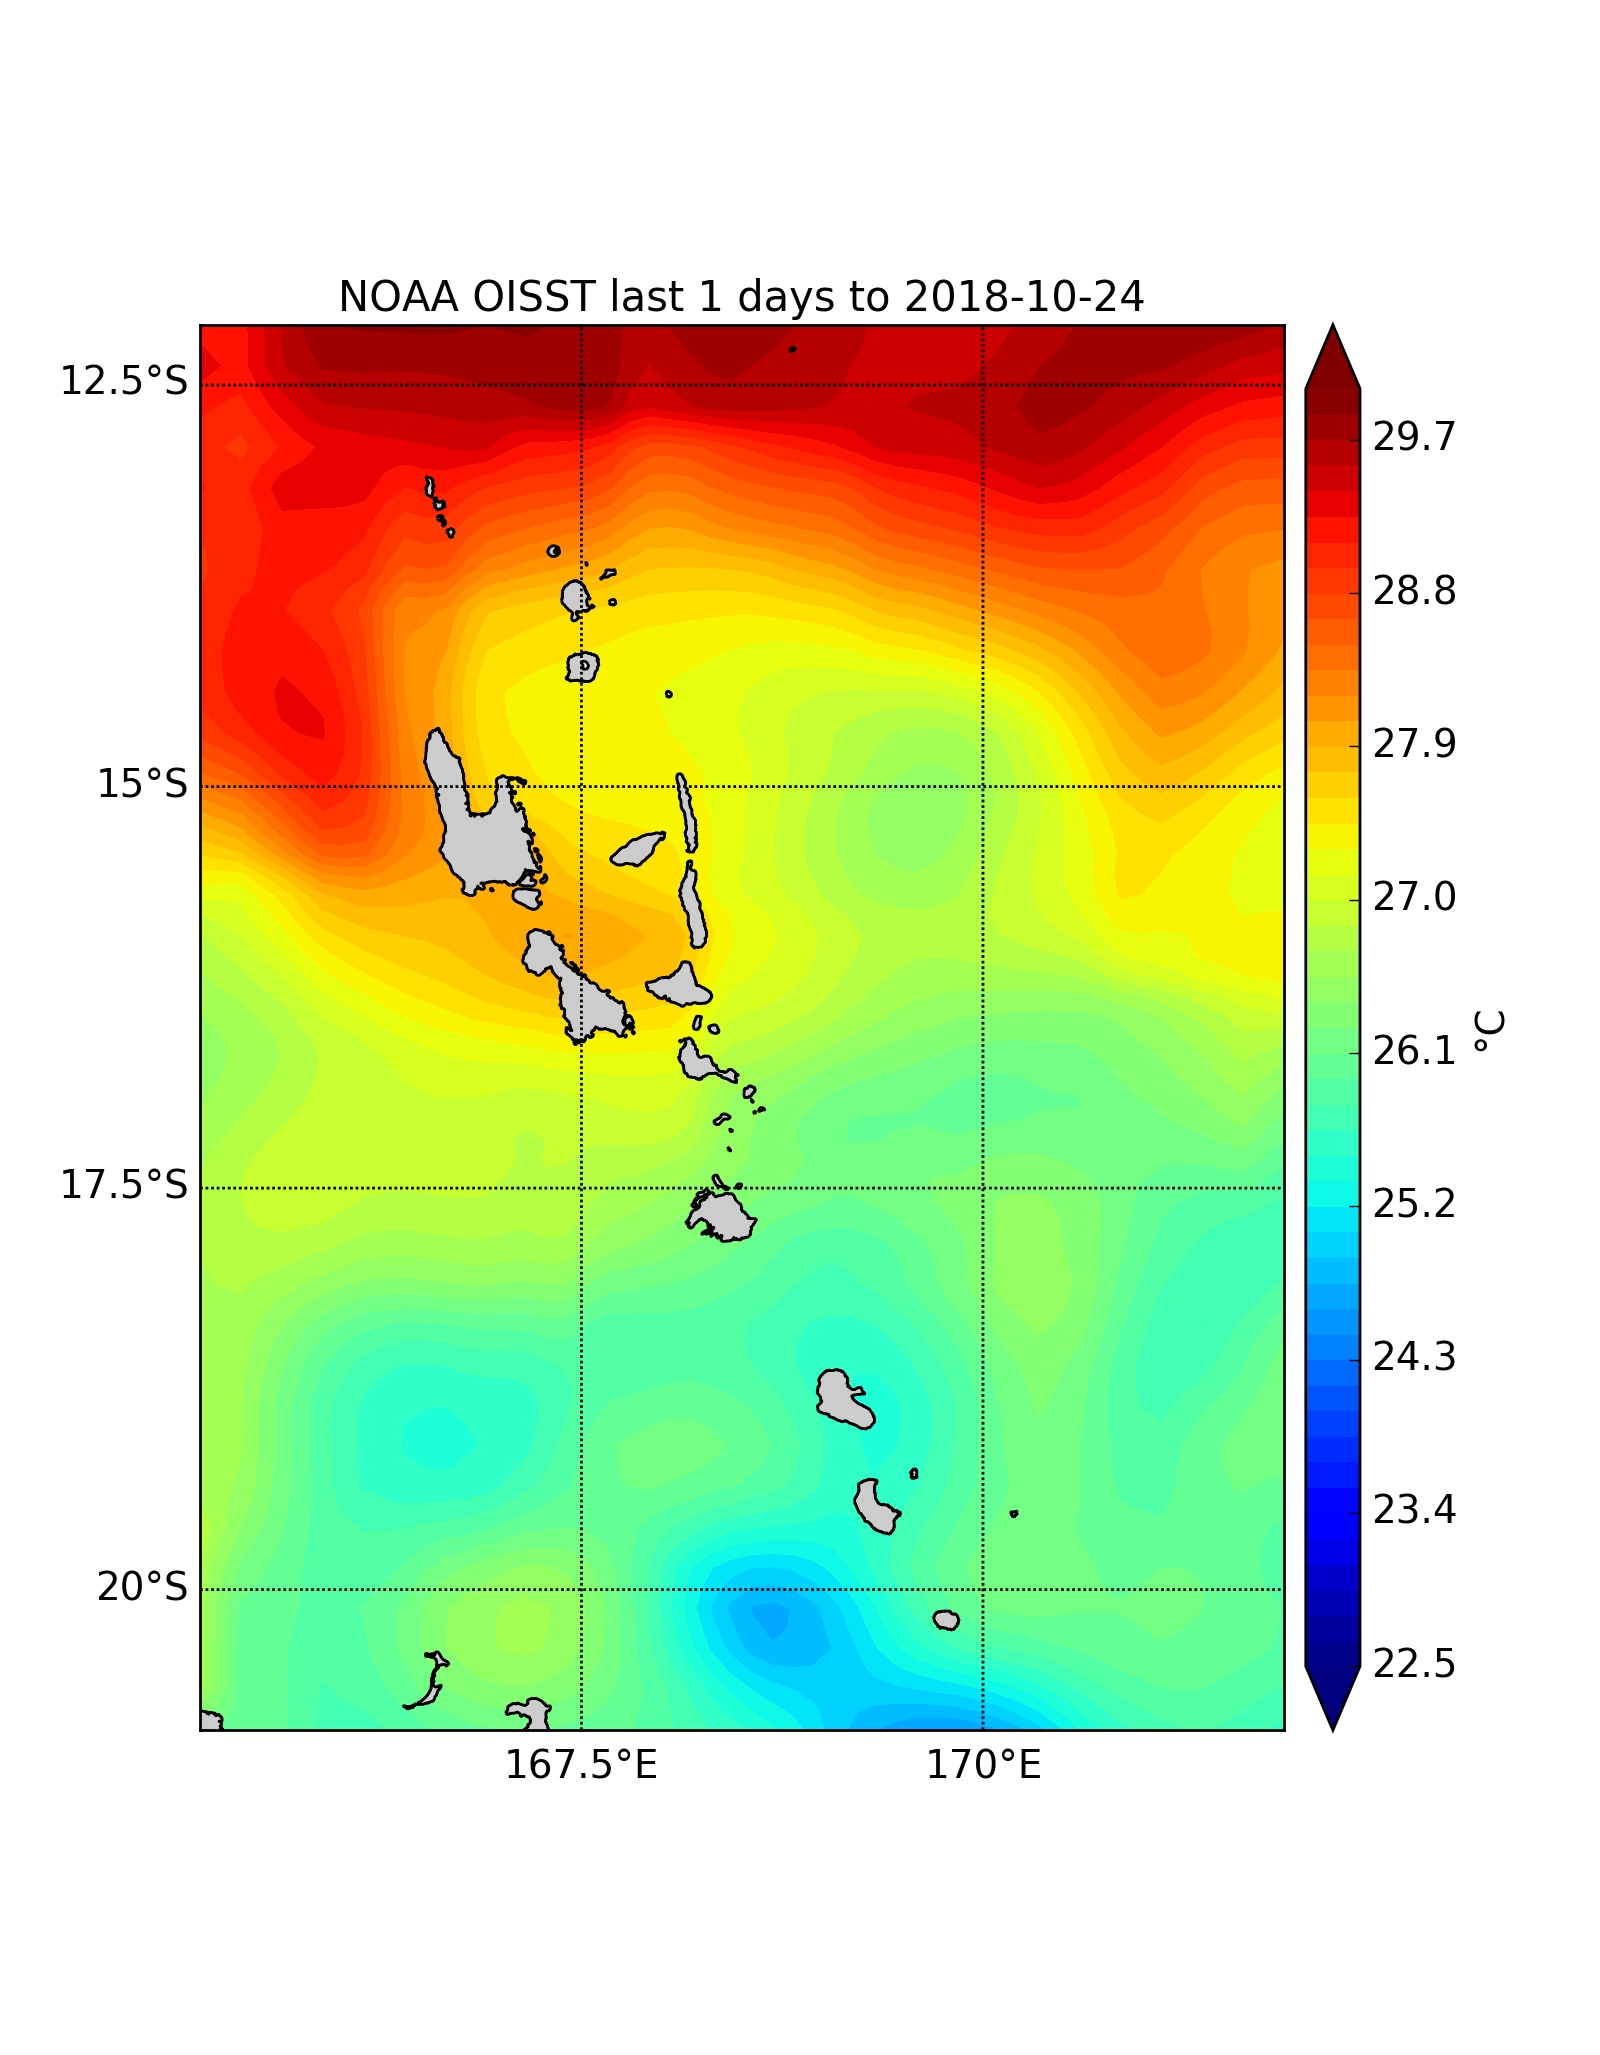 NOAA OISST last 1 days to 2018-10-24
12.5°S
15°S
17.5°S
20°S
167.5°E
170°E
29.7
28.8
27.9
27.0
26.1
25.2
24.3
23.4
22.5
°C